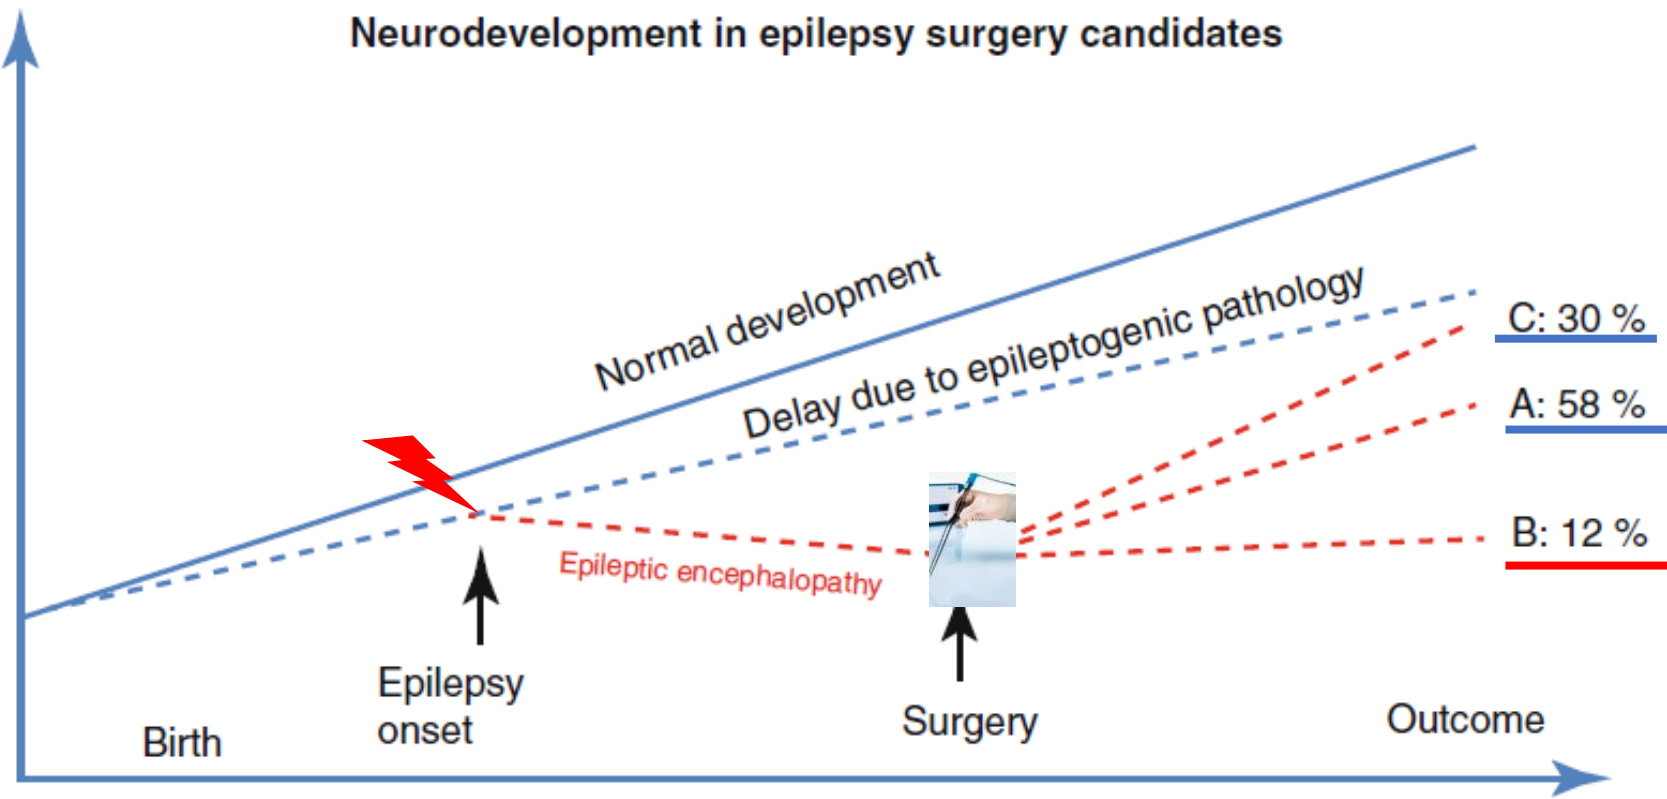 Neurodevelopment in epilepsy surgery candidates
Normal development
Delay due to epileptogenic pathology
C: 30 %
A: 58 %
B: 12 %
Epileptic encephalopathy
Epilepsy
onset
Surgery
Outcome
Birth